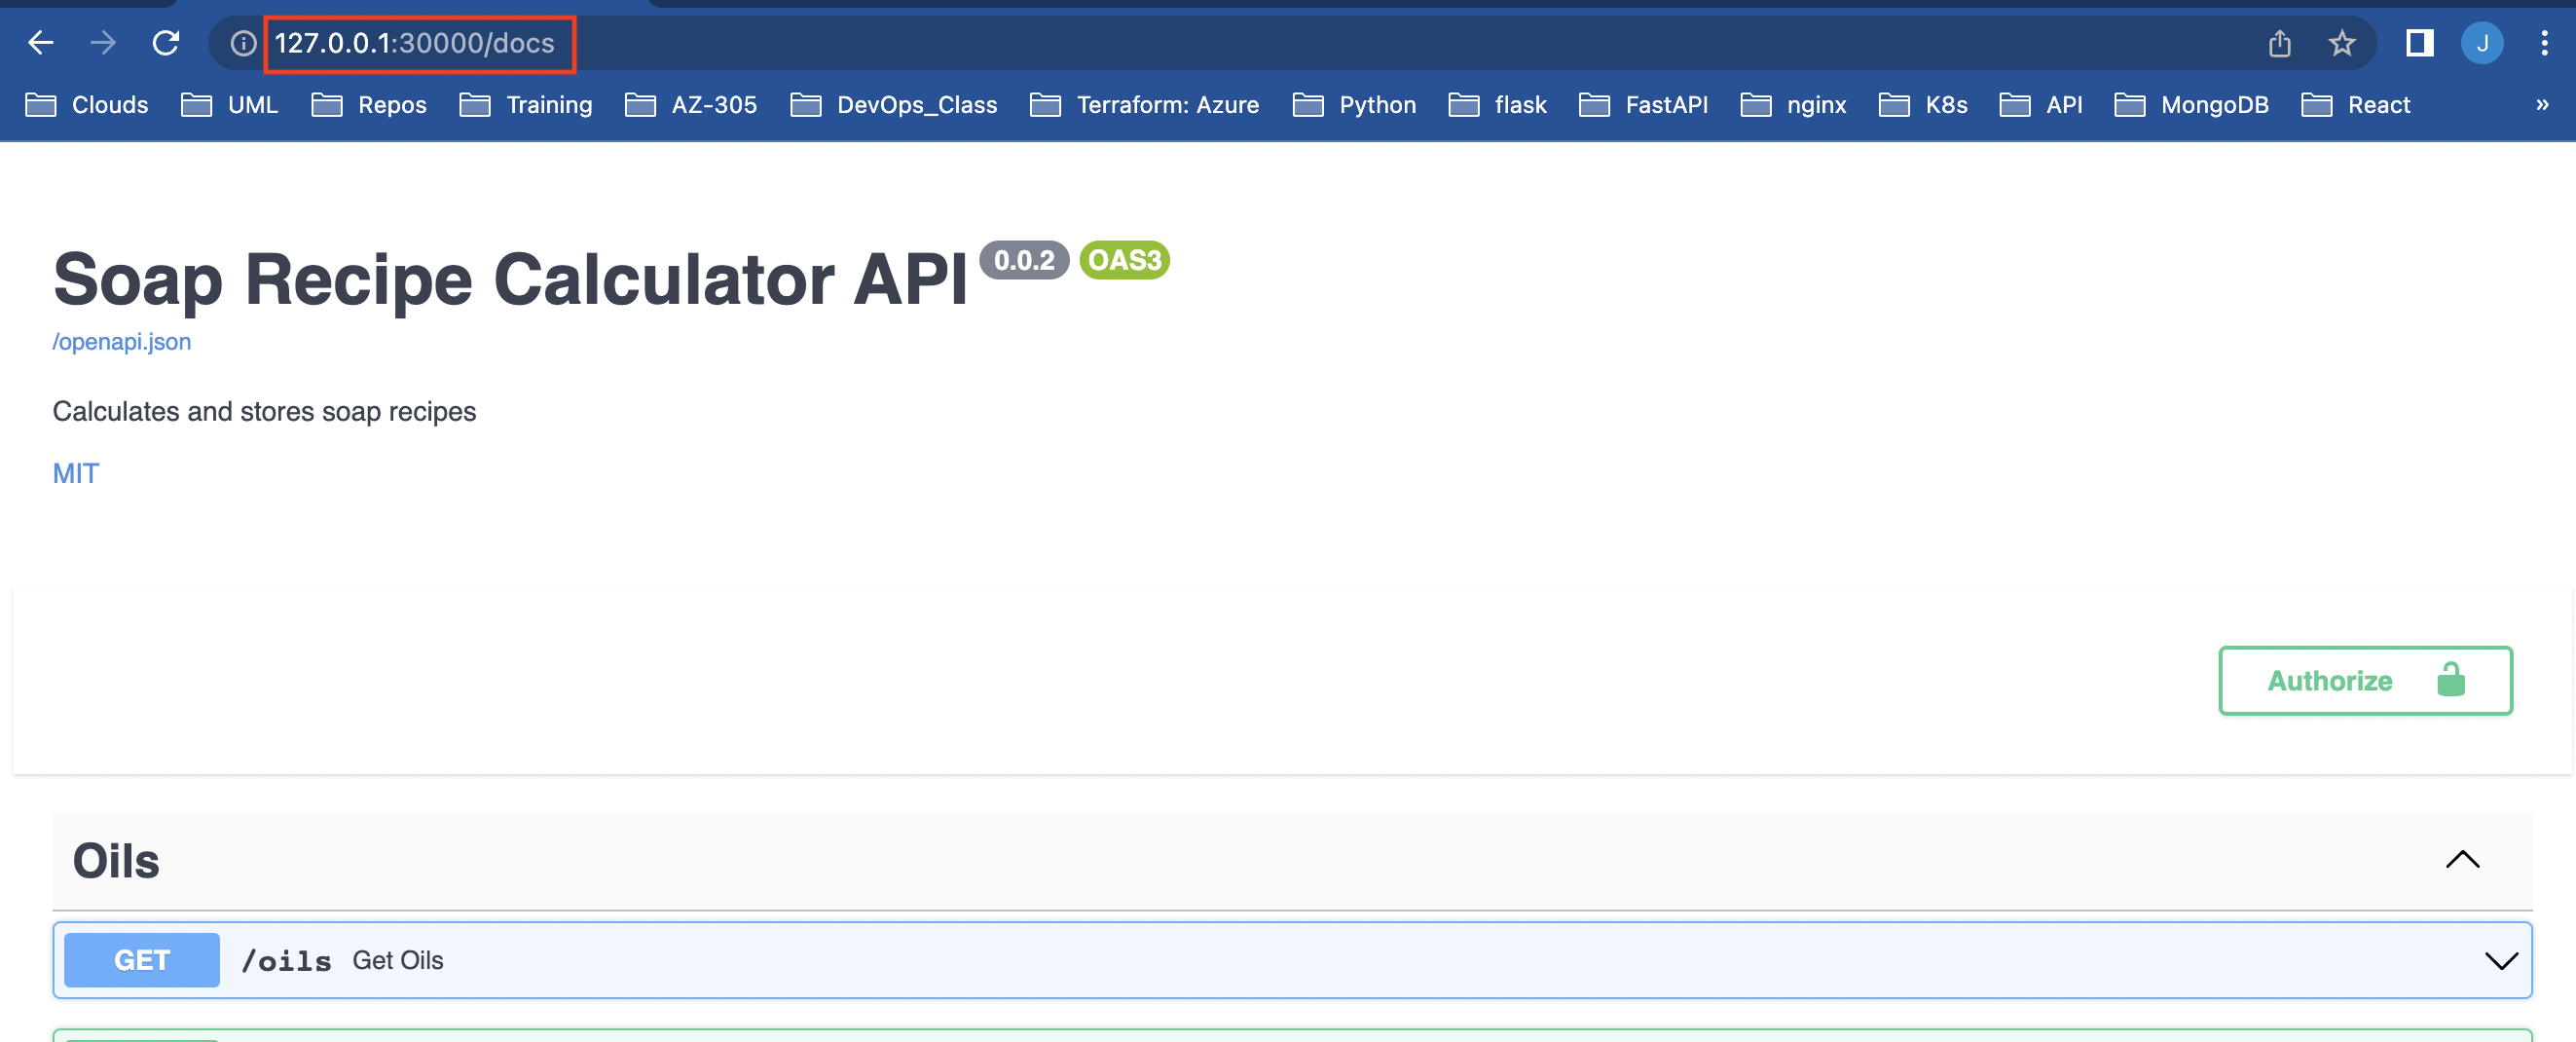 127.0.0.1:30000/docs
J
Clouds UML Repos Training AZ-305 DevOps_Class Terraform: Azure Python flask FastAPI nginx K8s API MongoDB React »
Soap Recipe Calculator API 0.0.2 OAS3
/openapi.json
Calculates and stores soap recipes
MIT
Authorize
Oils
GET /oils Get Oils